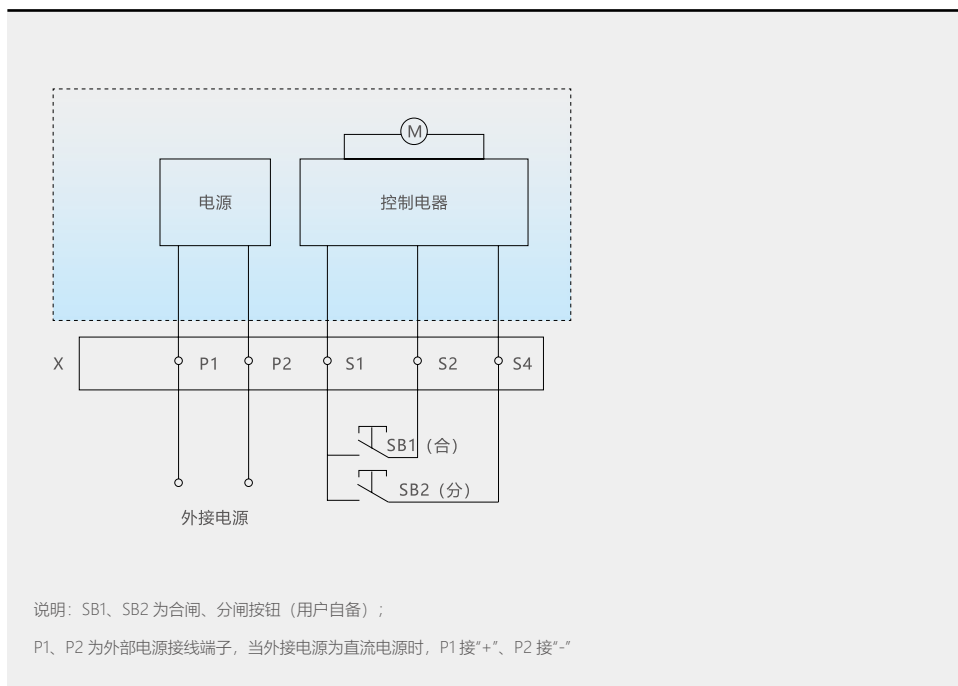 M
电源
控制电器
X
P1
P2
S1
S2
S4
SB1（合）
SB2（分）
外接电源
说明：SB1、SB2 为合闸、分闸按钮（用户自备）；
P1、P2 为外部电源接线端子，当外接电源为直流电源时，P1 接“+”、P2 接“-”